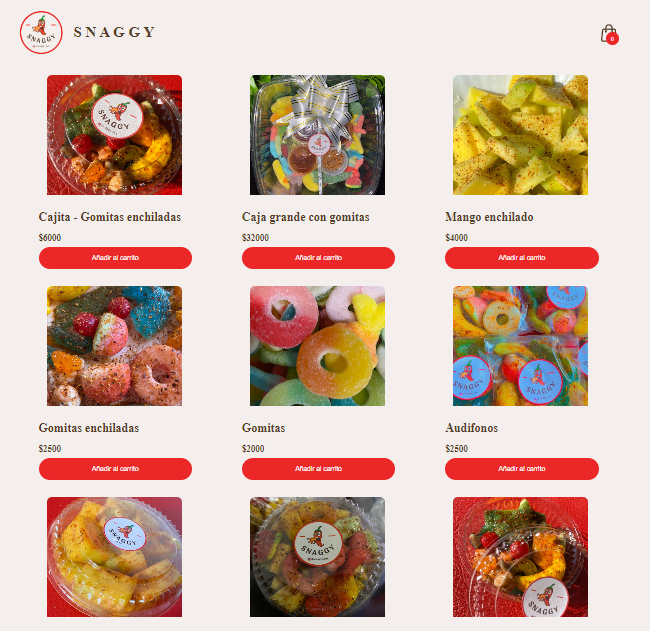 SNAGGY
SNAGGY
0
SNAGGY
Cajita - Gomitas enchiladas
$6000
Añadir al carrito
Caja grande con gomitas
$32000
Añadir al carrito
Mango enchilado
$4000
Añadir al carrito
SNAGGY
SNAGGY
SNAGGY
Gomitas enchiladas
$2500
Añadir al carrito
Gomitas
$2000
Añadir al carrito
Audifonos
$2500
Añadir al carrito
SNAGGY
SNAGGY
SNAGGY